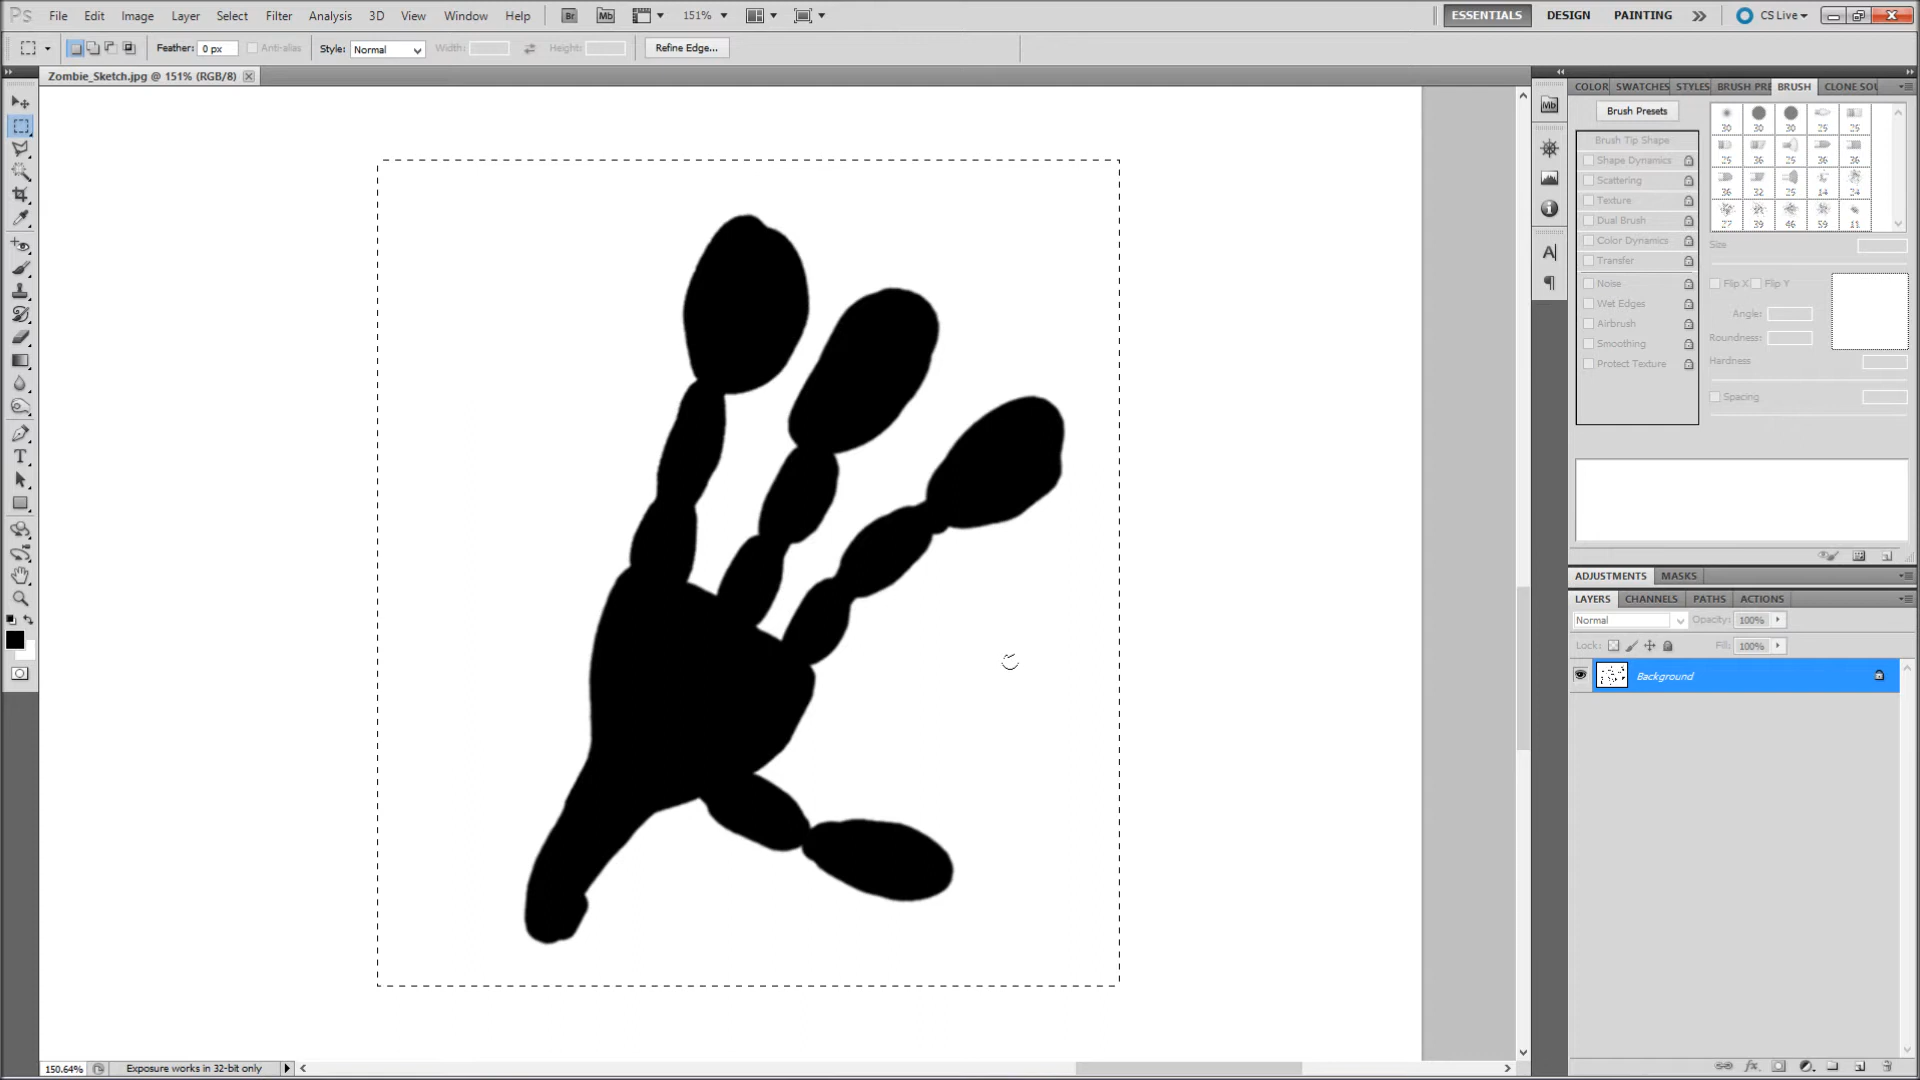 Ps File Edit Image Layer Select Filter Analysis 3D View Window Help Br Mb 151% ESSENTIALS DESIGN PAINTING CS Live
Feather: 0 px Anti-alias Style: Normal Width: Height: Refine Edge...
Zombie_Sketch.jpg @ 151% (RGB/8)
COLOR SWATCHES STYLES BRUSH PRE BRUSH CLONE SOU
Mb
Brush Presets
30 30 30 25 25
Brush Tip Shape
25 36 25 36 36
Shape Dynamics
Scattering
36 32 25 14 24
Texture
Dual Brush
27 39 46 59 11
Color Dynamics
Size
Transfer
Noise
Flip X Flip Y
Wet Edges
Angle:
Airbrush
Roundness:
Smoothing
Hardness
Protect Texture
Spacing
ADJUSTMENTS MASKS
LAYERS CHANNELS PATHS ACTIONS
Normal Opacity: 100%
Lock: Fill: 100%
Background
150.64% Exposure works in 32-bit only